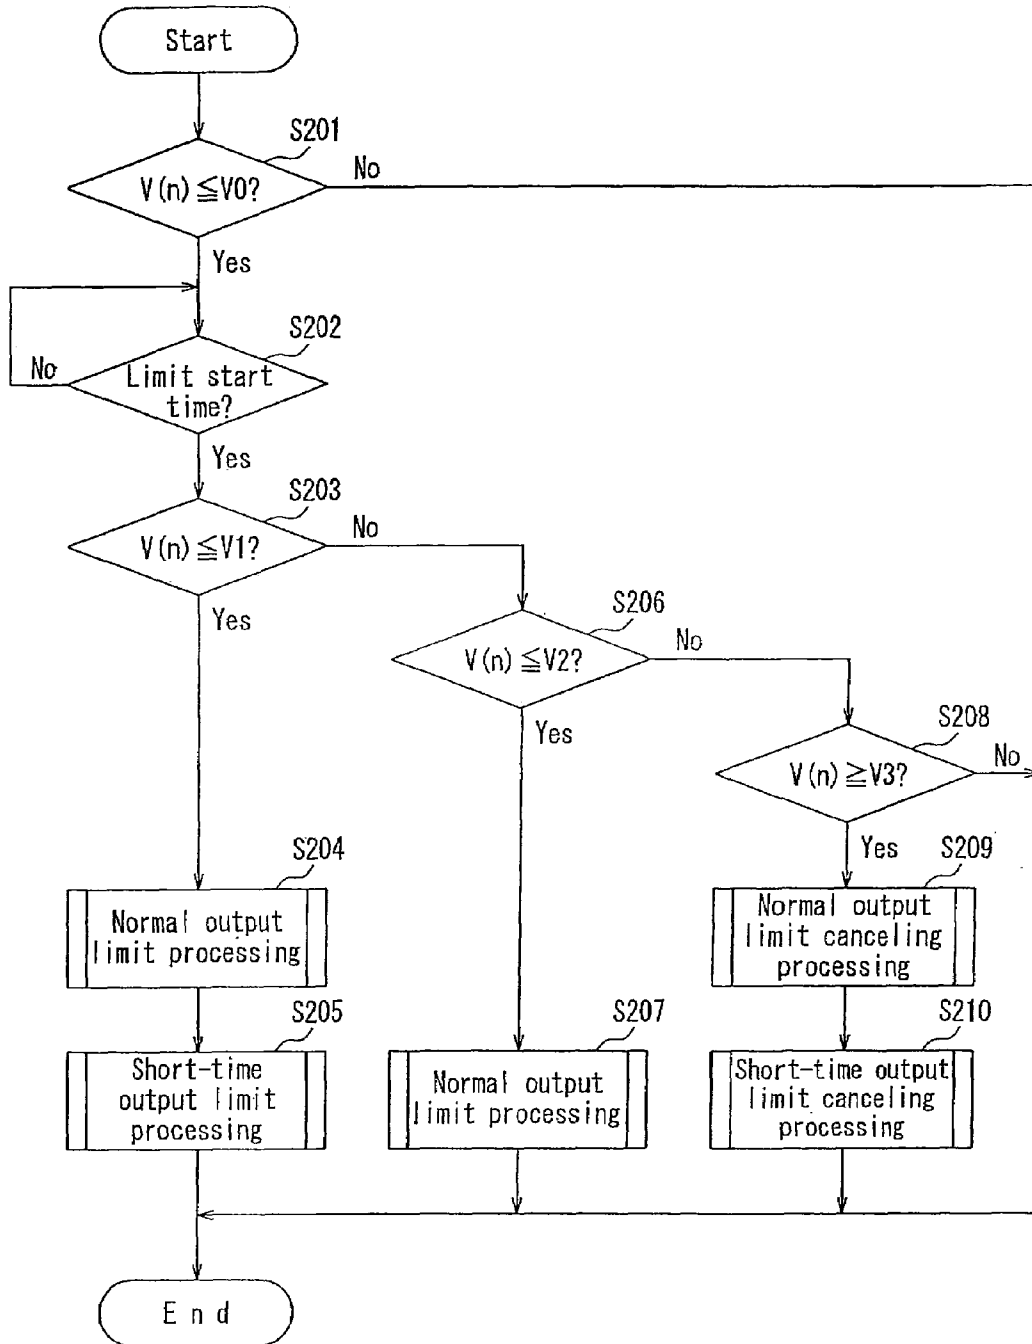 Start
S201
V(n)≦V0?
No
Yes
S202
Limit start
time?
No
Yes
S203
V(n)≦V1?
No
Yes
S206
V(n)≦V2?
No
Yes
S208
V(n)≧V3?
No
Yes
S204
Normal output
limit processing
S209
Normal output
limit canceling
processing
S205
Short-time
output limit
processing
S207
Normal output
limit processing
S210
Short-time output
limit canceling
processing
End